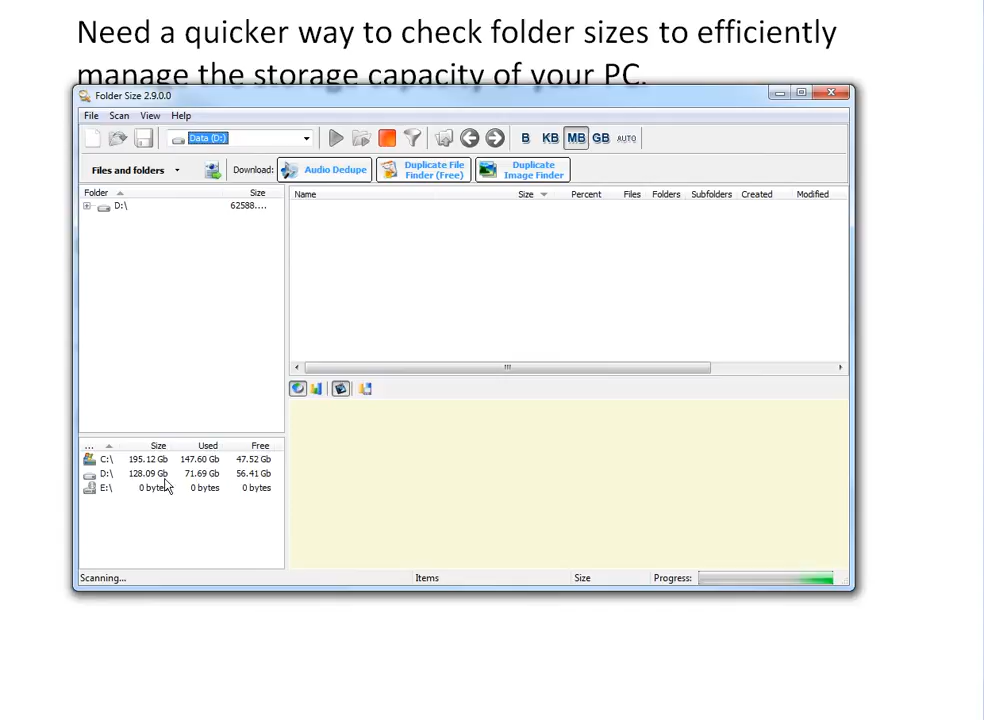 Need a quicker way to check folder sizes to efficiently
manage the storage capacity of your PC.
Folder Size 2.9.0.0
File Scan View Help
Data (D:) B KB MB GB AUTO
Files and folders Download: Audio Dedupe Duplicate File Finder (Free) Duplicate Image Finder
Folder Size Name Size Percent Files Folders Subfolders Created Modified
D:\ 62588....
... Size Used Free
C:\ 195.12 Gb 147.60 Gb 47.52 Gb
D:\ 128.09 Gb 71.69 Gb 56.41 Gb
E:\ 0 bytes 0 bytes 0 bytes
Scanning... Items Size Progress: